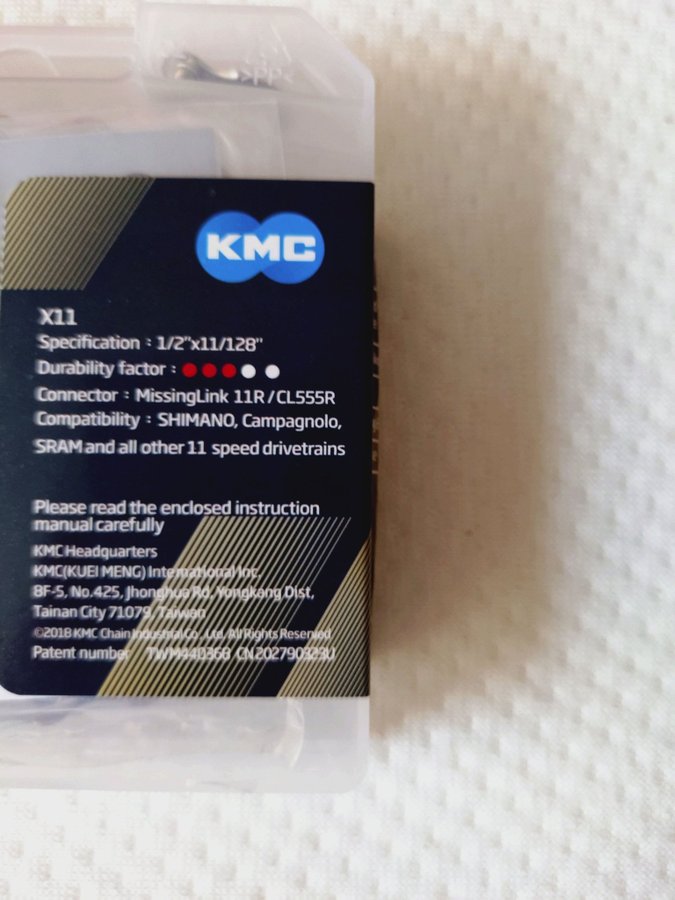 >PP<
KMC
X11
Specification : 1/2"x11/128"
Durability factor :
Connector : MissingLink 11R / CL555R
Compatibility : SHIMANO, Campagnolo,
SRAM and all other 11 speed drivetrains
Please read the enclosed instruction
manual carefully
KMC Headquarters
KMC(KUEI MENG) International Inc.
8F-5, No.425, Jhonghua Rd, Yongkang Dist,
Tainan City 71079, Taiwan
©2018 KMC Chain Industrial Co., Ltd. All Rights Reserved
Patent number TWM440368 CN202790323U